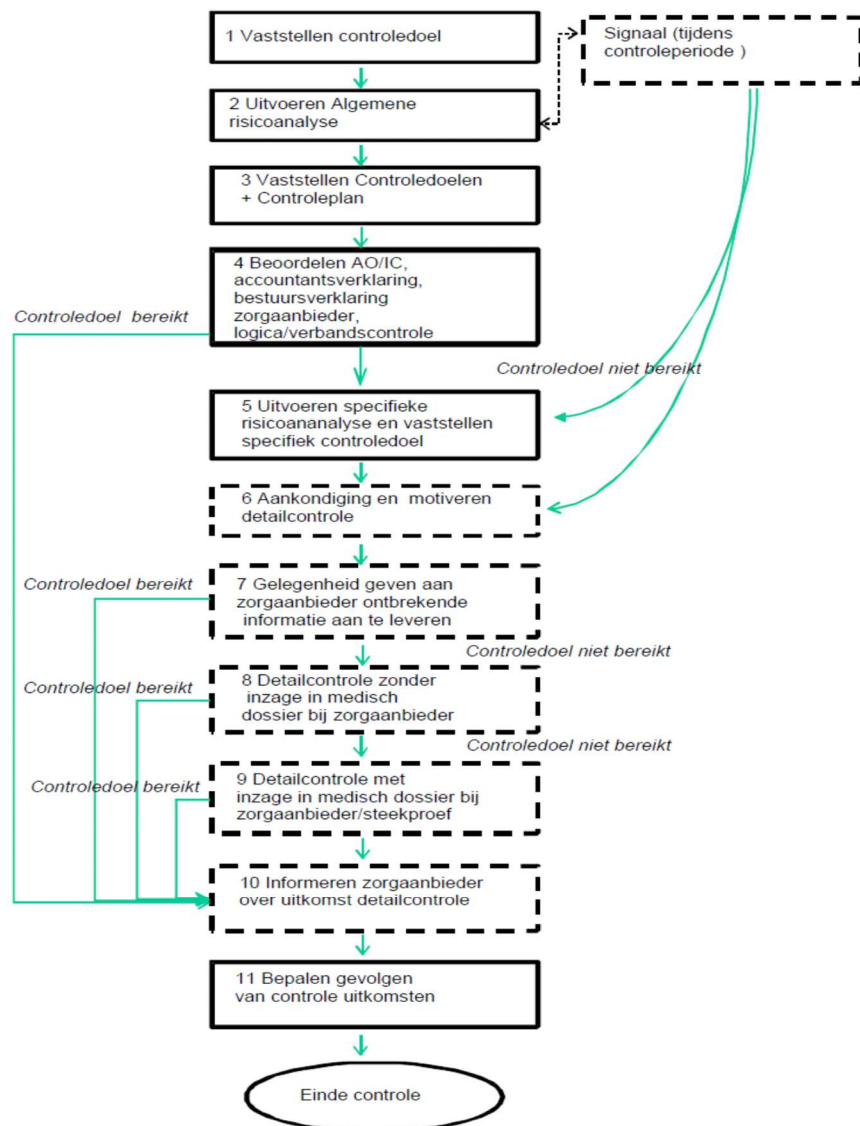 1 Vaststellen controledoel
Signaal (tijdens
controleperiode )
2 Uitvoeren Algemene
risicoanalyse
3 Vaststellen Controledoelen
+ Controleplan
4 Beoordelen AO/IC,
accountantsverklaring,
bestuursverklaring
zorgaanbieder,
logica/verbandscontrole
Controledoel bereikt
Controledoel niet bereikt
5 Uitvoeren specifieke
risicoananalyse en vaststellen
specifiek controledoel
6 Aankondiging en motiveren
detailcontrole
Controledoel bereikt
7 Gelegenheid geven aan
zorgaanbieder ontbrekende
informatie aan te leveren
Controledoel niet bereikt
Controledoel bereikt
8 Detailcontrole zonder
inzage in medisch
dossier bij zorgaanbieder
Controledoel niet bereikt
Controledoel bereikt
9 Detailcontrole met
inzage in medisch dossier bij
zorgaanbieder/steekproef
10 Informeren zorgaanbieder
over uitkomst detailcontrole
11 Bepalen gevolgen
van controle uitkomsten
Einde controle